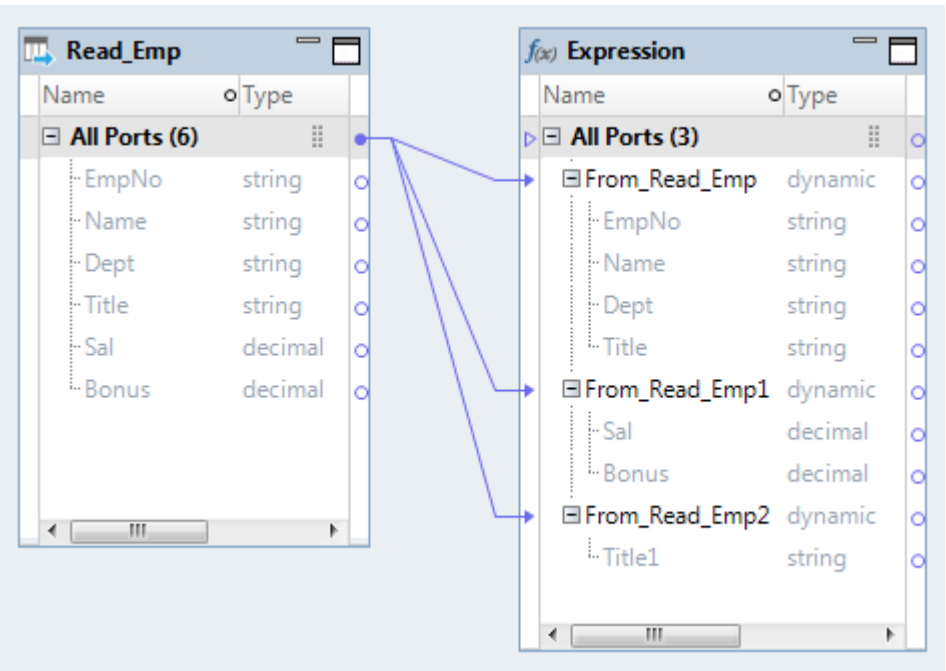 Read_Emp
Name Type
All Ports (6)
EmpNo string
Name string
Dept string
Title string
Sal decimal
Bonus decimal
f(x) Expression
Name Type
All Ports (3)
From_Read_Emp dynamic
EmpNo string
Name string
Dept string
Title string
From_Read_Emp1 dynamic
Sal decimal
Bonus decimal
From_Read_Emp2 dynamic
Title1 string